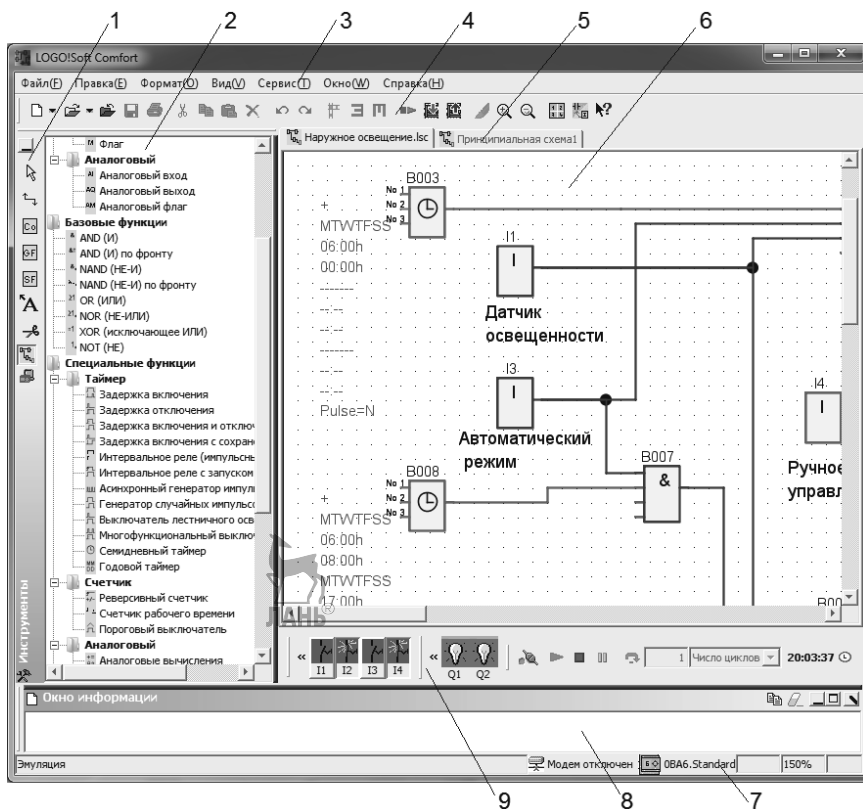 1 2 3 4 5 6
LOGO!Soft Comfort
Файл(F) Правка(E) Формат(O) Вид(V) Сервис(T) Окно(W) Справка(H)
Наружное освещение.lsc Принципиальная схема1
Флаг
Аналоговый
Аналоговый вход
Аналоговый выход
Аналоговый флаг
Базовые функции
AND (И)
AND (И) по фронту
NAND (НЕ-И)
NAND (НЕ-И) по фронту
OR (ИЛИ)
NOR (НЕ-ИЛИ)
XOR (исключающее ИЛИ)
NOT (НЕ)
Специальные функции
Таймер
Задержка включения
Задержка отключения
Задержка включения и отключ
Задержка включения с сохран
Интервальное реле (импульсны
Интервальное реле с запуском
Асинхронный генератор импул
Генератор случайных импульсо
Выключатель лестничного осв
Многофункциональный выклю
Семидневный таймер
Годовой таймер
Счетчик
Реверсивный счетчик
Счетчик рабочего времени
Пороговый выключатель
Аналоговый
Аналоговые вычисления
Co
GF
SF
Инструменты
B003
No 1
No 2
No 3
+
MTWTFSS
06:00h
00:00h
-------
--:--
--:--
-------
--:--
--:--
Pulse=N
I1
I
Датчик
освещенности
I3
I
Автоматический
режим
I4
I
Ручное
управл
B007
&
B008
No 1
No 2
No 3
+
MTWTFSS
06:00h
08:00h
MTWTFSS
17:00h
ЛАНЬ®
« I1 I2 I3 I4 « Q1 Q2 1 Число циклов 20:03:37
Окно информации
Эмуляция Модем отключен 0BA6.Standard 150%
9 8 7